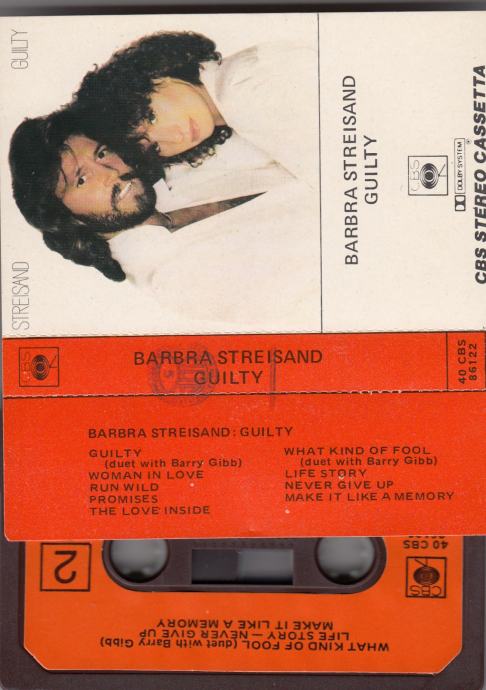 STREISAND
GUILTY
BARBRA STREISAND
GUILTY
CBS
DOLBY SYSTEM
®
CBS STEREO CASSETTA
CBS
BARBRA STREISAND
GUILTY
40 CBS
86122
BARBRA STREISAND: GUILTY
GUILTY
(duet with Barry Gibb)
WOMAN IN LOVE
RUN WILD
PROMISES
THE LOVE INSIDE
WHAT KIND OF FOOL
(duet with Barry Gibb)
LIFE STORY
NEVER GIVE UP
MAKE IT LIKE A MEMORY
2
40 CBS
CBS
WHAT KIND OF FOOL (duet with Barry Gibb)
LIFE STORY — NEVER GIVE UP
MAKE IT LIKE A MEMORY